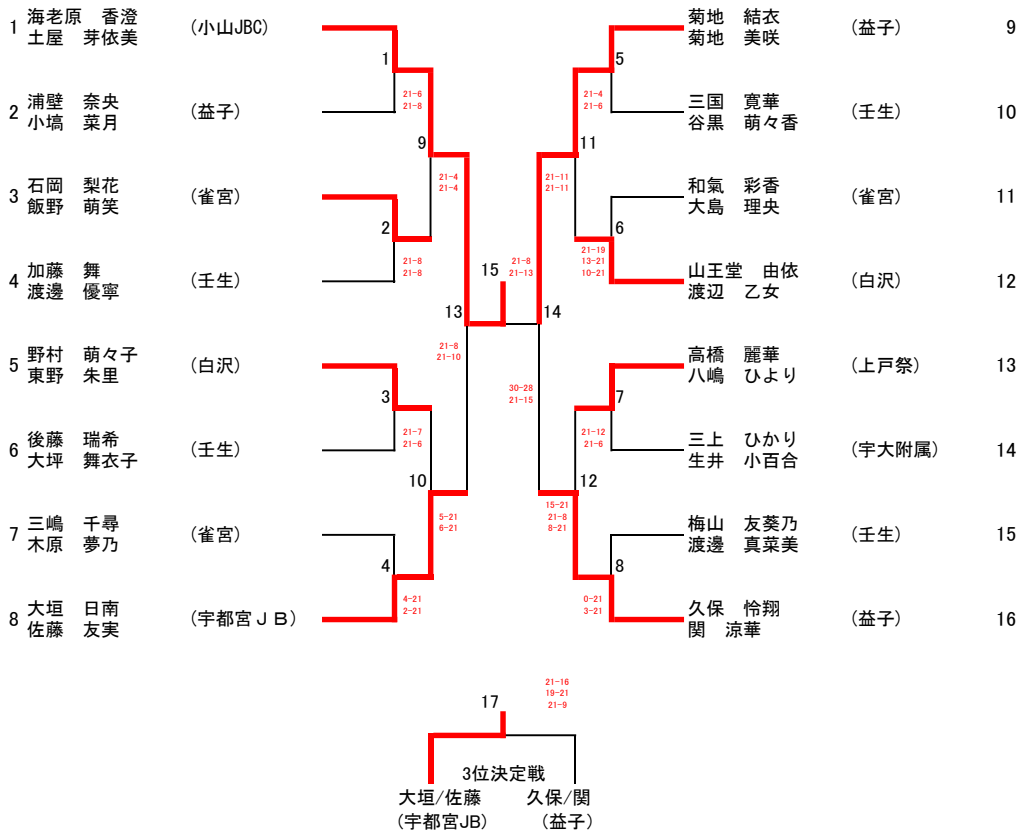 1 海老原　香澄 (小山JBC)
土屋　芽依美
2 浦壁　奈央 (益子)
小塙　菜月
3 石岡　梨花 (雀宮)
飯野　萌笑
4 加藤　舞 (壬生)
渡邊　優寧
5 野村　萌々子 (白沢)
東野　朱里
6 後藤　瑞希 (壬生)
大坪　舞衣子
7 三嶋　千尋 (雀宮)
木原　夢乃
8 大垣　日南 (宇都宮ＪＢ)
佐藤　友実
1
21-6
21-8
2
21-8
21-8
3
21-7
21-6
4
4-21
2-21
9
21-4
21-4
10
5-21
6-21
13
21-8
21-10
15
21-8
21-13
14
30-28
21-15
11
21-11
21-11
12
15-21
21-8
8-21
5
21-4
21-6
6
21-19
13-21
10-21
7
21-12
21-6
8
0-21
3-21
菊地　結衣 (益子) 9
菊地　美咲
三国　寛華 (壬生) 10
谷黒　萌々香
和氣　彩香 (雀宮) 11
大島　理央
山王堂　由依 (白沢) 12
渡辺　乙女
高橋　麗華 (上戸祭) 13
八嶋　ひより
三上　ひかり (宇大附属) 14
生井　小百合
梅山　友葵乃 (壬生) 15
渡邊　真菜美
久保　怜翔 (益子) 16
関　涼華
17
21-16
19-21
21-9
3位決定戦
大垣/佐藤 久保/関
(宇都宮JB) (益子)